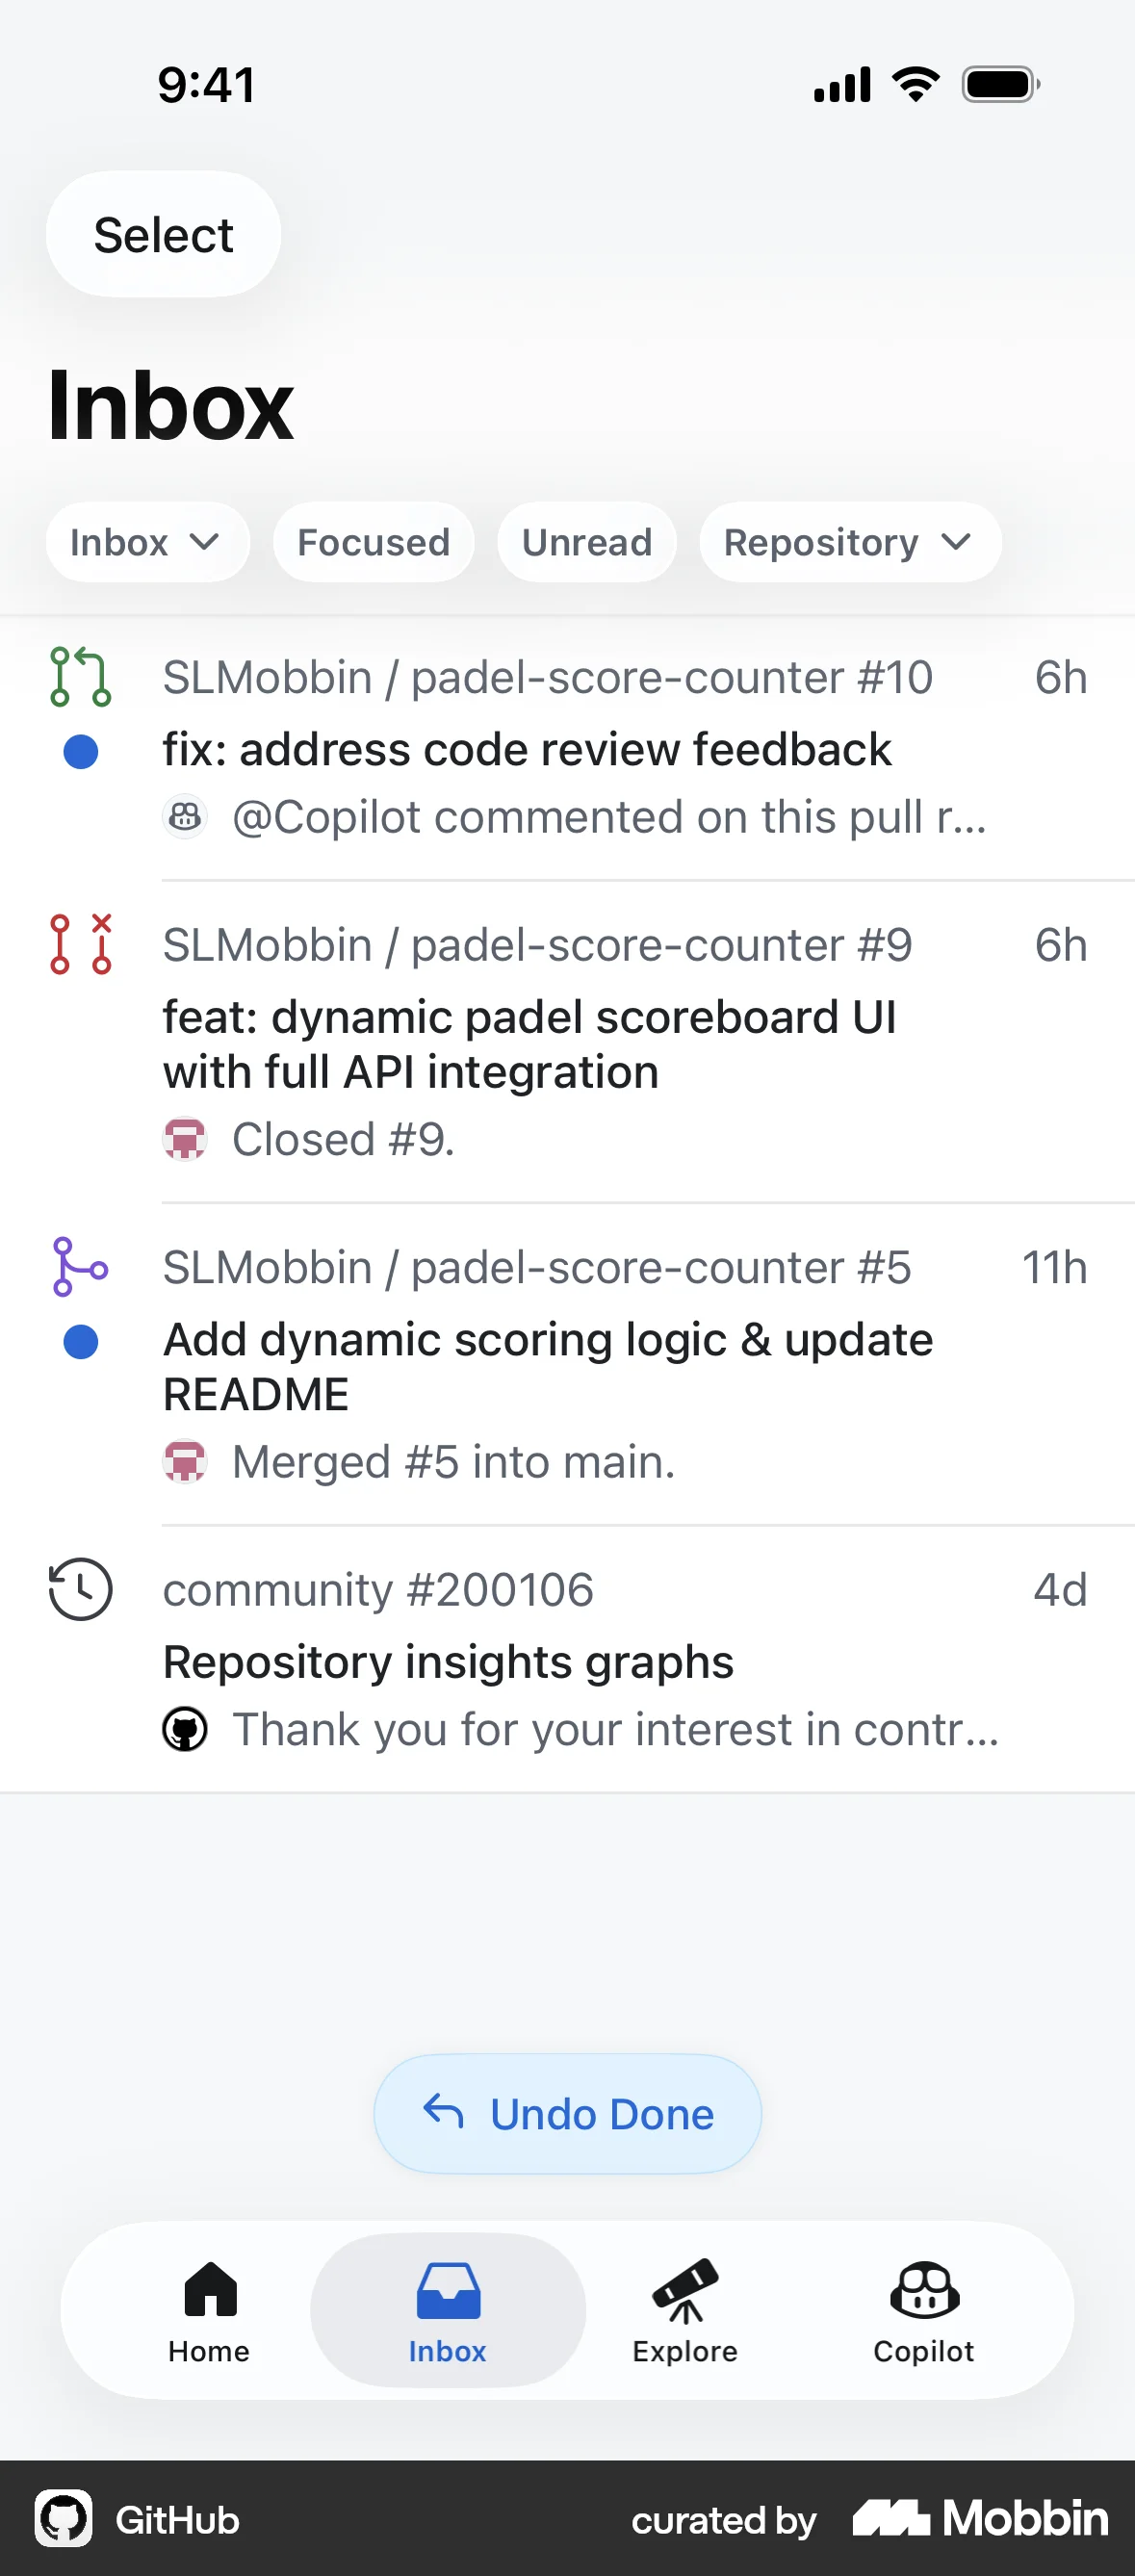 9:41
Select
Inbox
Inbox
Focused
Unread
Repository
SLMobbin / padel-score-counter #10
6h
fix: address code review feedback
@Copilot commented on this pull r...
SLMobbin / padel-score-counter #9
6h
feat: dynamic padel scoreboard UI
with full API integration
Closed #9.
SLMobbin / padel-score-counter #5
11h
Add dynamic scoring logic & update
README
Merged #5 into main.
community #200106
4d
Repository insights graphs
Thank you for your interest in contr...
Undo Done
Home
Inbox
Explore
Copilot
GitHub
curated by
Mobbin